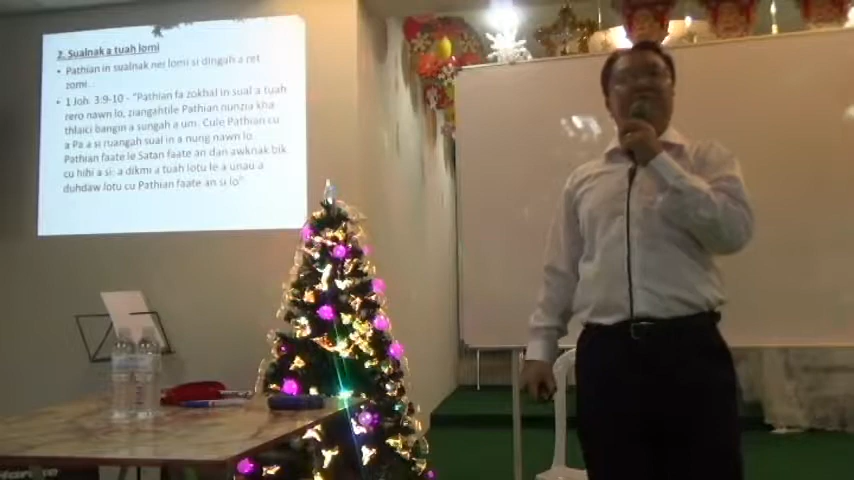 2. Sualnak a tuah lomi
• Pathian in sualnak nei lomi si dingah a ret
zomi.
• 1 Joh. 3:9-10 - "Pathian fa zokhal in sual a tuah
rero nawn lo, ziangahtile Pathian nunzia kha
thlaici bangin a sungah a um. Cule Pathian cu
a Pa a si ruangah sual in a nung nawn lo.
Pathian faate le Satan faate an dan awknak bik
cu hihi a si: a dikmi a tuah lotu le a unau a
duhdaw lotu cu Pathian faate an si lo"